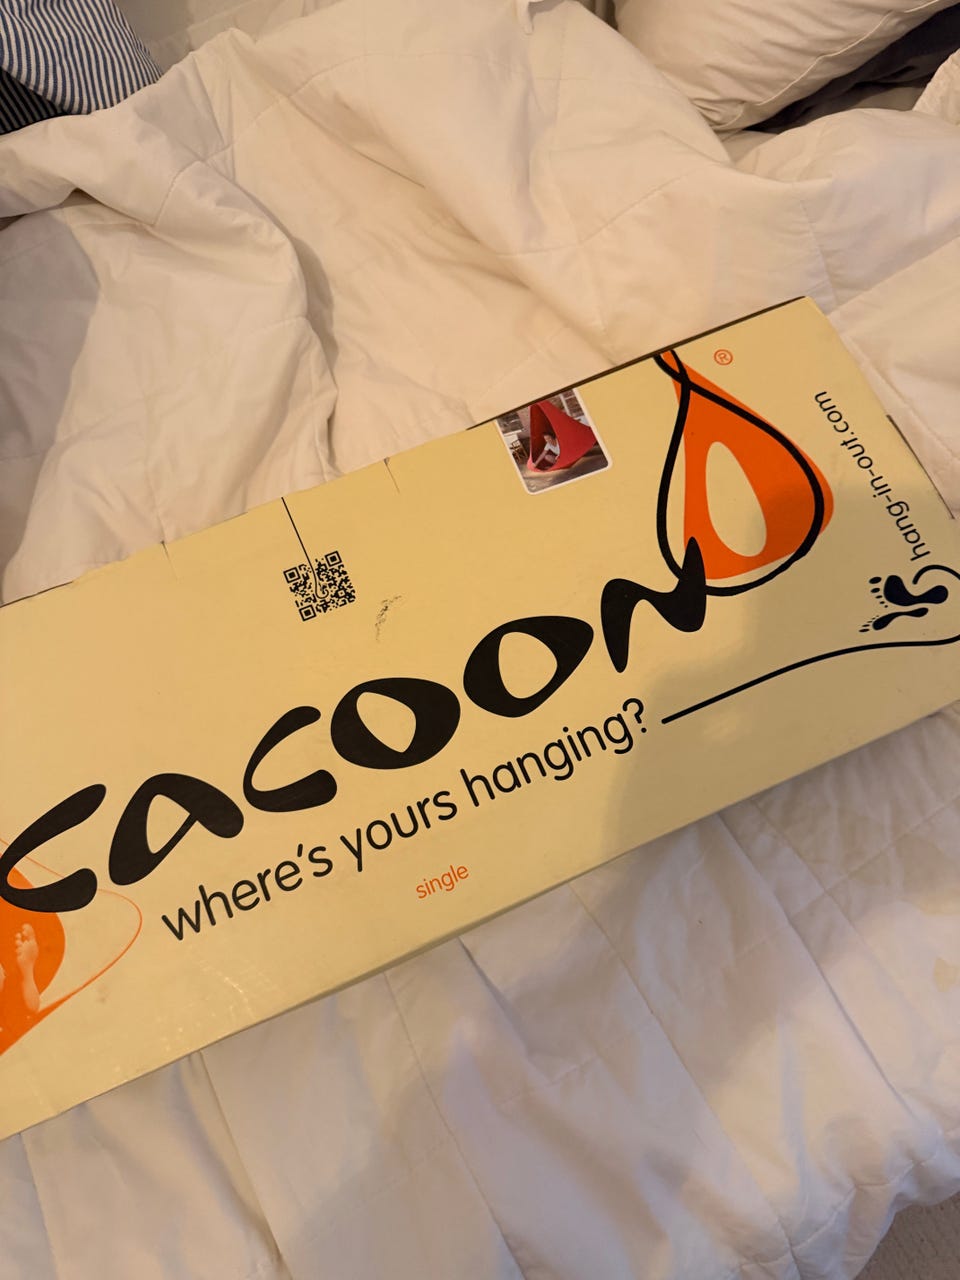 CACOON
®
where's yours hanging?
single
hang-in-out.com